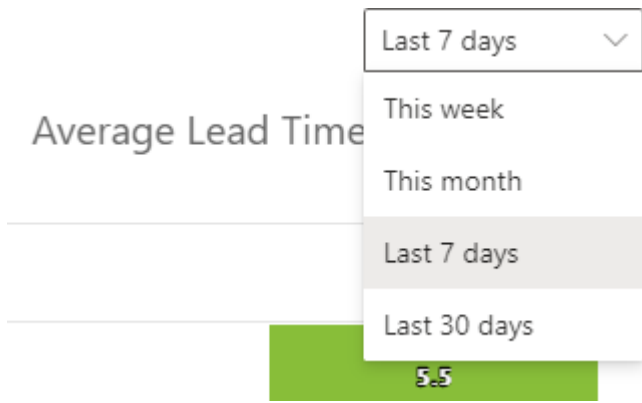 Last 7 days
Average Lead Time
This week
This month
Last 7 days
Last 30 days
5.5